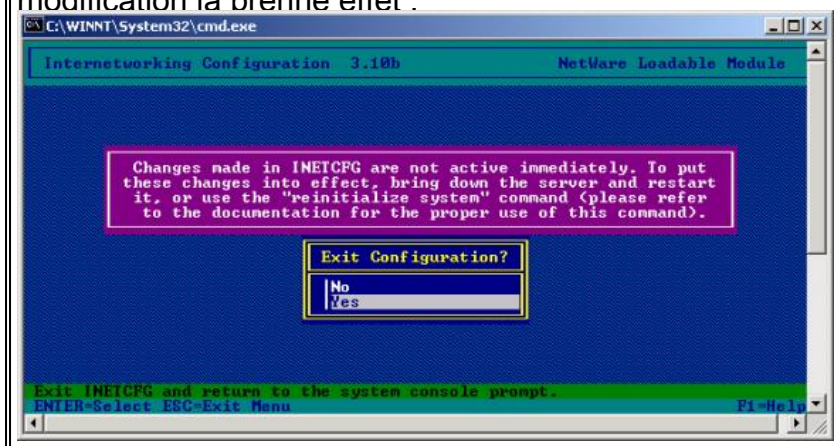 modification la prenne effet .
C:\WINNT\System32\cmd.exe
Internetworking Configuration 3.10b NetWare Loadable Module
Changes made in INETCFG are not active immediately. To put
these changes into effect, bring down the server and restart
it, or use the "reinitialize system" command (please refer
to the documentation for the proper use of this command).
Exit Configuration?
No
Yes
Exit INETCFG and return to the system console prompt.
ENTER=Select ESC=Exit Menu F1=Help